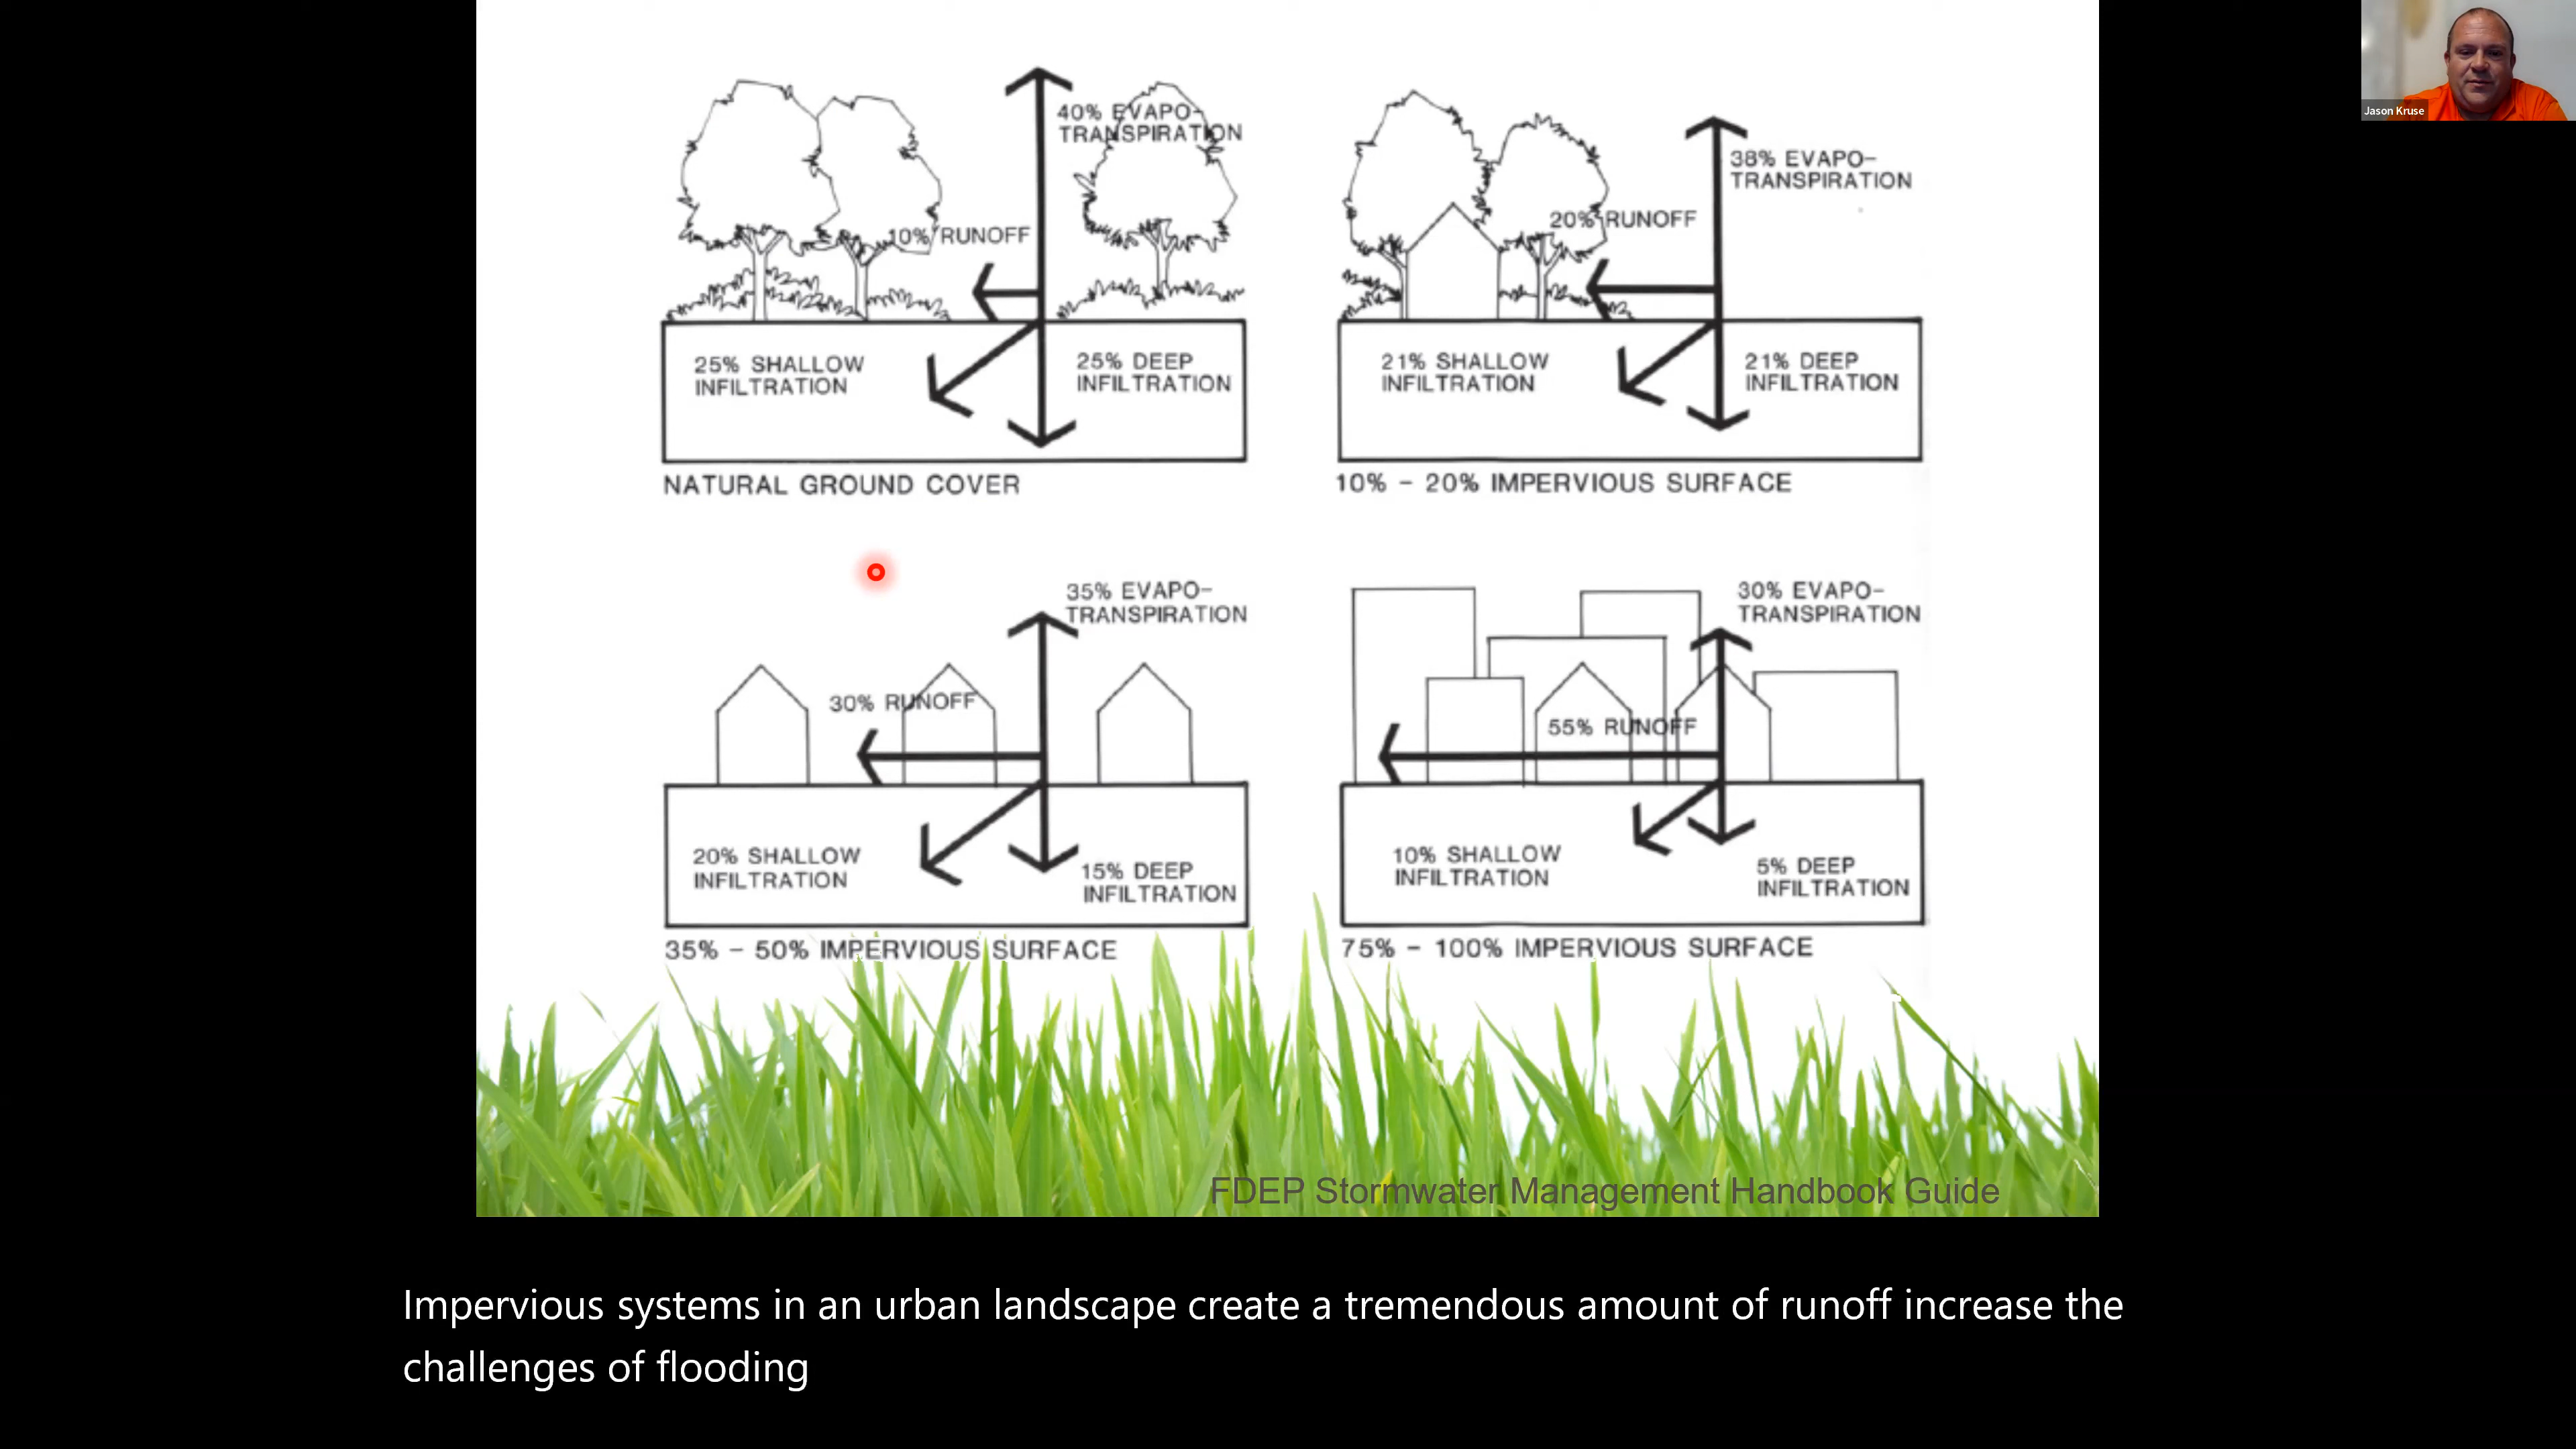 Jason Kruse
40% EVAPO-
TRANSPIRATION
10% RUNOFF
25% SHALLOW
INFILTRATION
25% DEEP
INFILTRATION
NATURAL GROUND COVER
38% EVAPO-
TRANSPIRATION
20% RUNOFF
21% SHALLOW
INFILTRATION
21% DEEP
INFILTRATION
10% - 20% IMPERVIOUS SURFACE
35% EVAPO-
TRANSPIRATION
30% RUNOFF
20% SHALLOW
INFILTRATION
15% DEEP
INFILTRATION
35% - 50% IMPERVIOUS SURFACE
30% EVAPO-
TRANSPIRATION
55% RUNOFF
10% SHALLOW
INFILTRATION
5% DEEP
INFILTRATION
75% - 100% IMPERVIOUS SURFACE
FDEP Stormwater Management Handbook Guide
Impervious systems in an urban landscape create a tremendous amount of runoff increase the
challenges of flooding